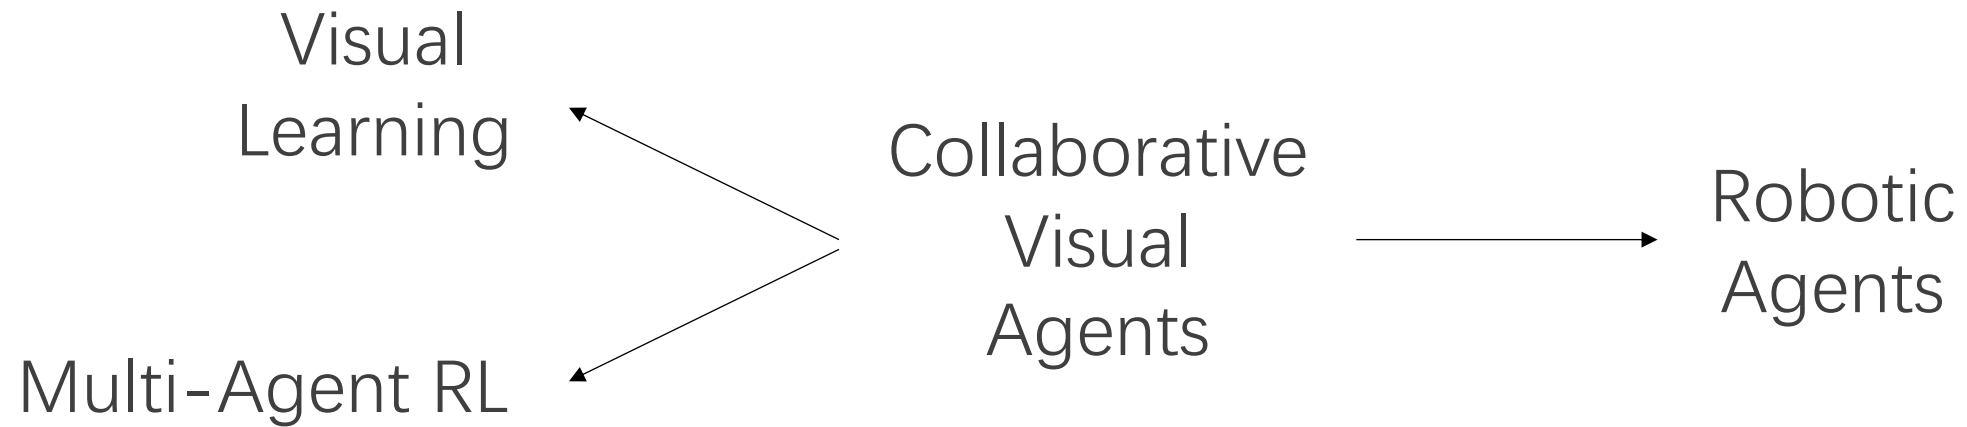 Visual
Learning
Multi-Agent RL
Collaborative
Visual
Agents
Robotic
Agents